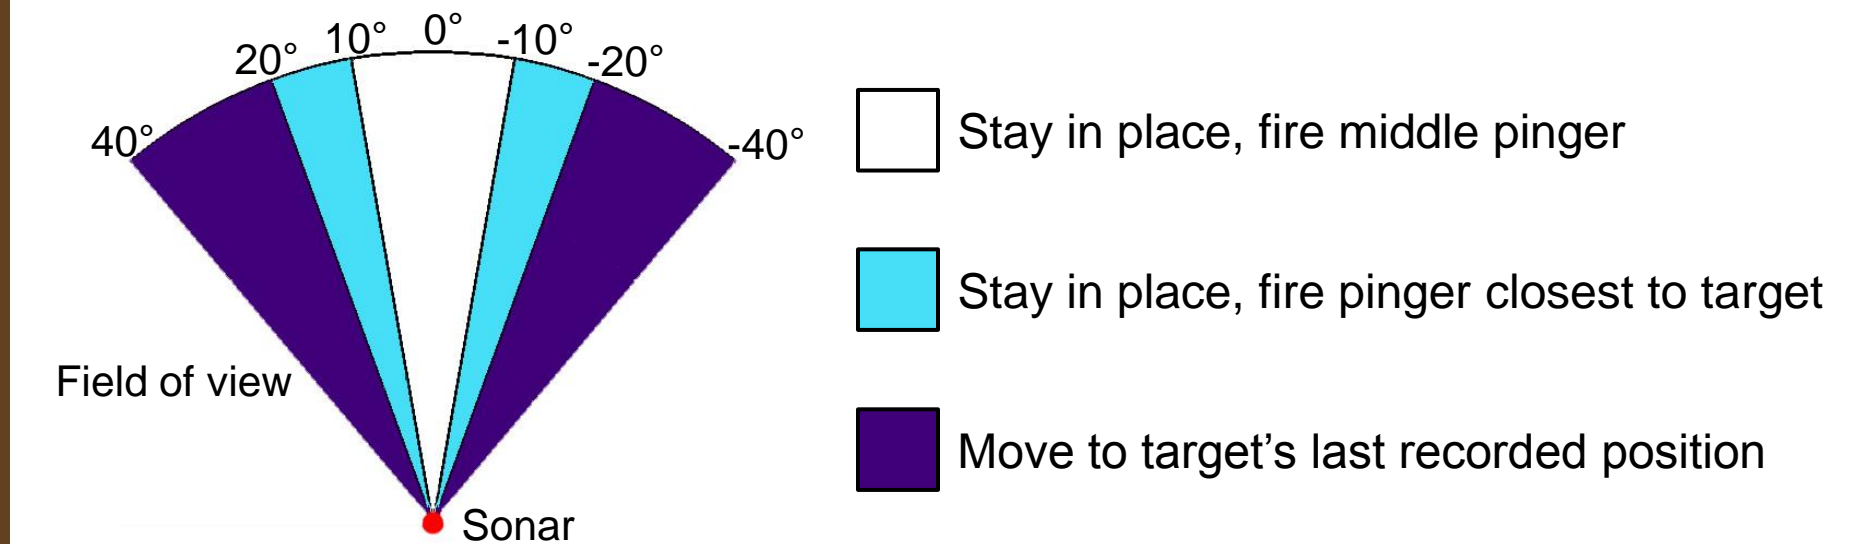 0°
10°
-10°
20°
-20°
40°
-40°
Field of view
Sonar
Stay in place, fire middle pinger
Stay in place, fire pinger closest to target
Move to target’s last recorded position